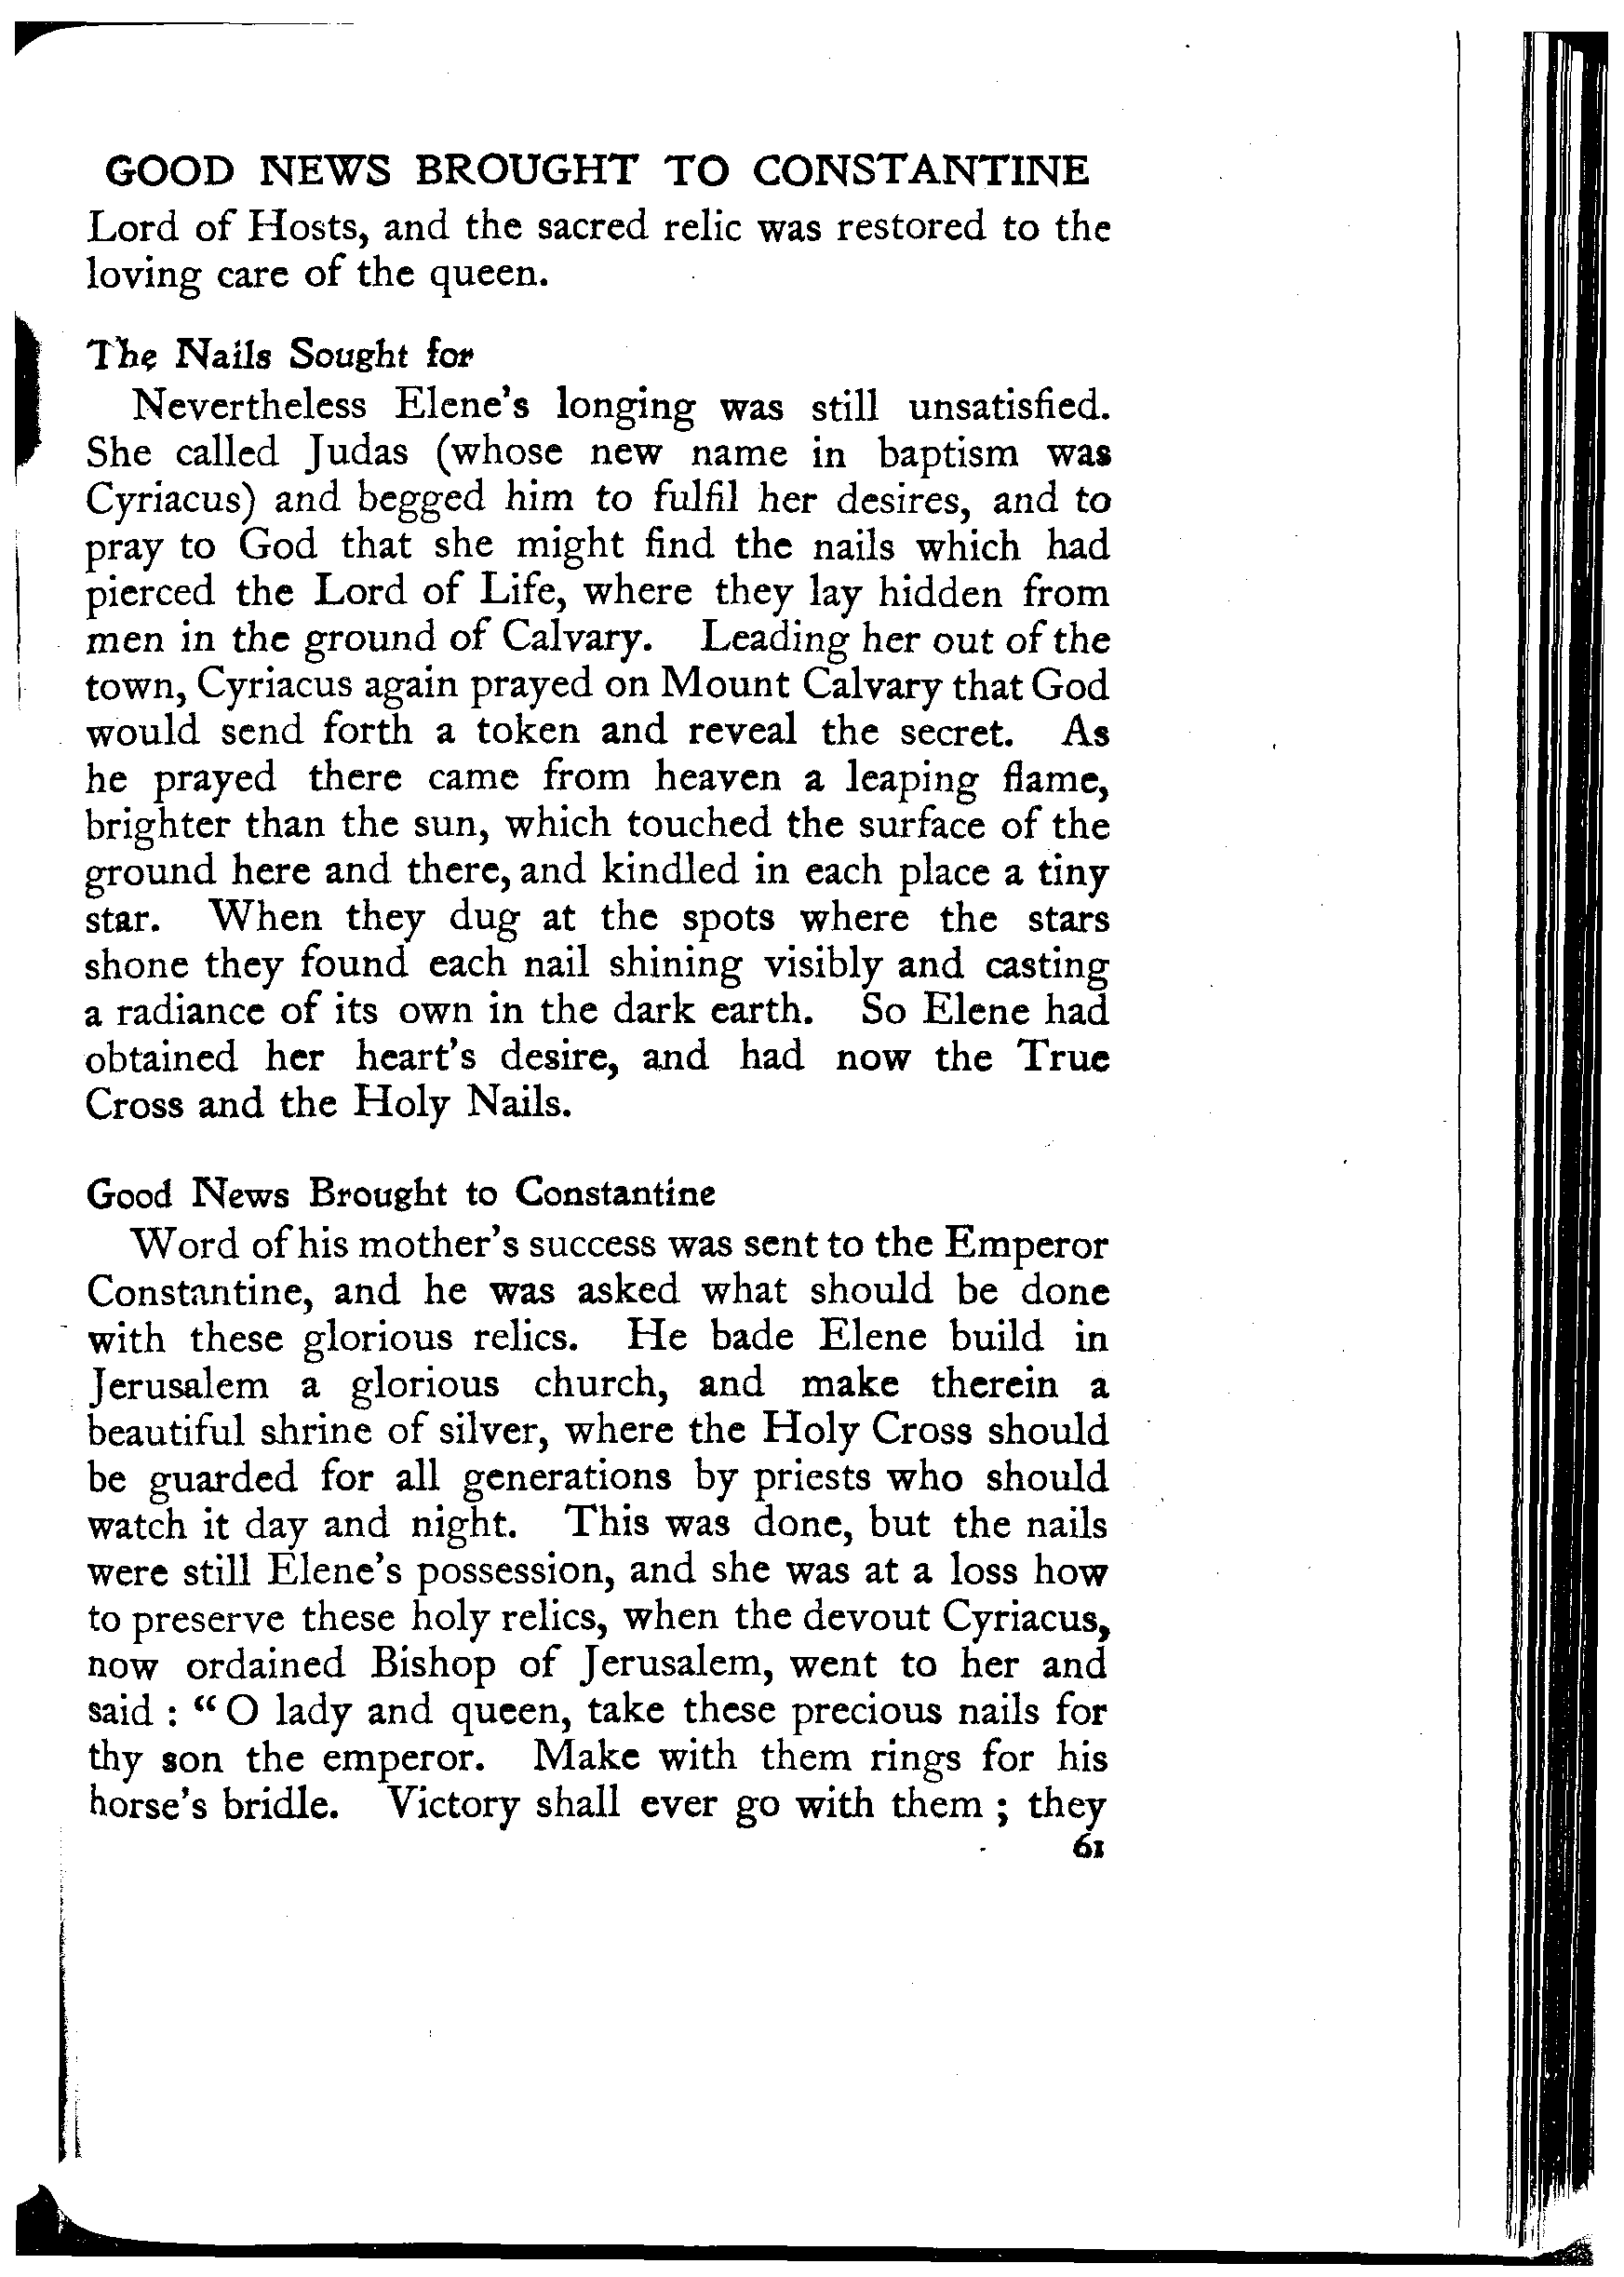 GOOD NEWS BROUGHT TO CONSTANTINE
Lord of Hosts, and the sacred relic was restored to the
loving care of the queen.
The Nails Sought for
Nevertheless Elene's longing was still unsatisfied.
She called Judas (whose new name in baptism was
Cyriacus) and begged him to fulfil her desires, and to
pray to God that she might find the nails which had
pierced the Lord of Life, where they lay hidden from
men in the ground of Calvary. Leading her out of the
town, Cyriacus again prayed on Mount Calvary that God
would send forth a token and reveal the secret. As
he prayed there came from heaven a leaping flame,
brighter than the sun, which touched the surface of the
ground here and there, and kindled in each place a tiny
star. When they dug at the spots where the stars
shone they found each nail shining visibly and casting
a radiance of its own in the dark earth. So Elene had
obtained her heart's desire, and had now the True
Cross and the Holy Nails.
Good News Brought to Constantine
Word of his mother's success was sent to the Emperor
Constantine, and he was asked what should be done
with these glorious relics. He bade Elene build in
Jerusalem a glorious church, and make therein a
beautiful shrine of silver, where the Holy Cross should
be guarded for all generations by priests who should
watch it day and night. This was done, but the nails
were still Elene's possession, and she was at a loss how
to preserve these holy relics, when the devout Cyriacus,
now ordained Bishop of Jerusalem, went to her and
said : “ O lady and queen, take these precious nails for
thy son the emperor. Make with them rings for his
horse's bridle. Victory shall ever go with them ; they
61